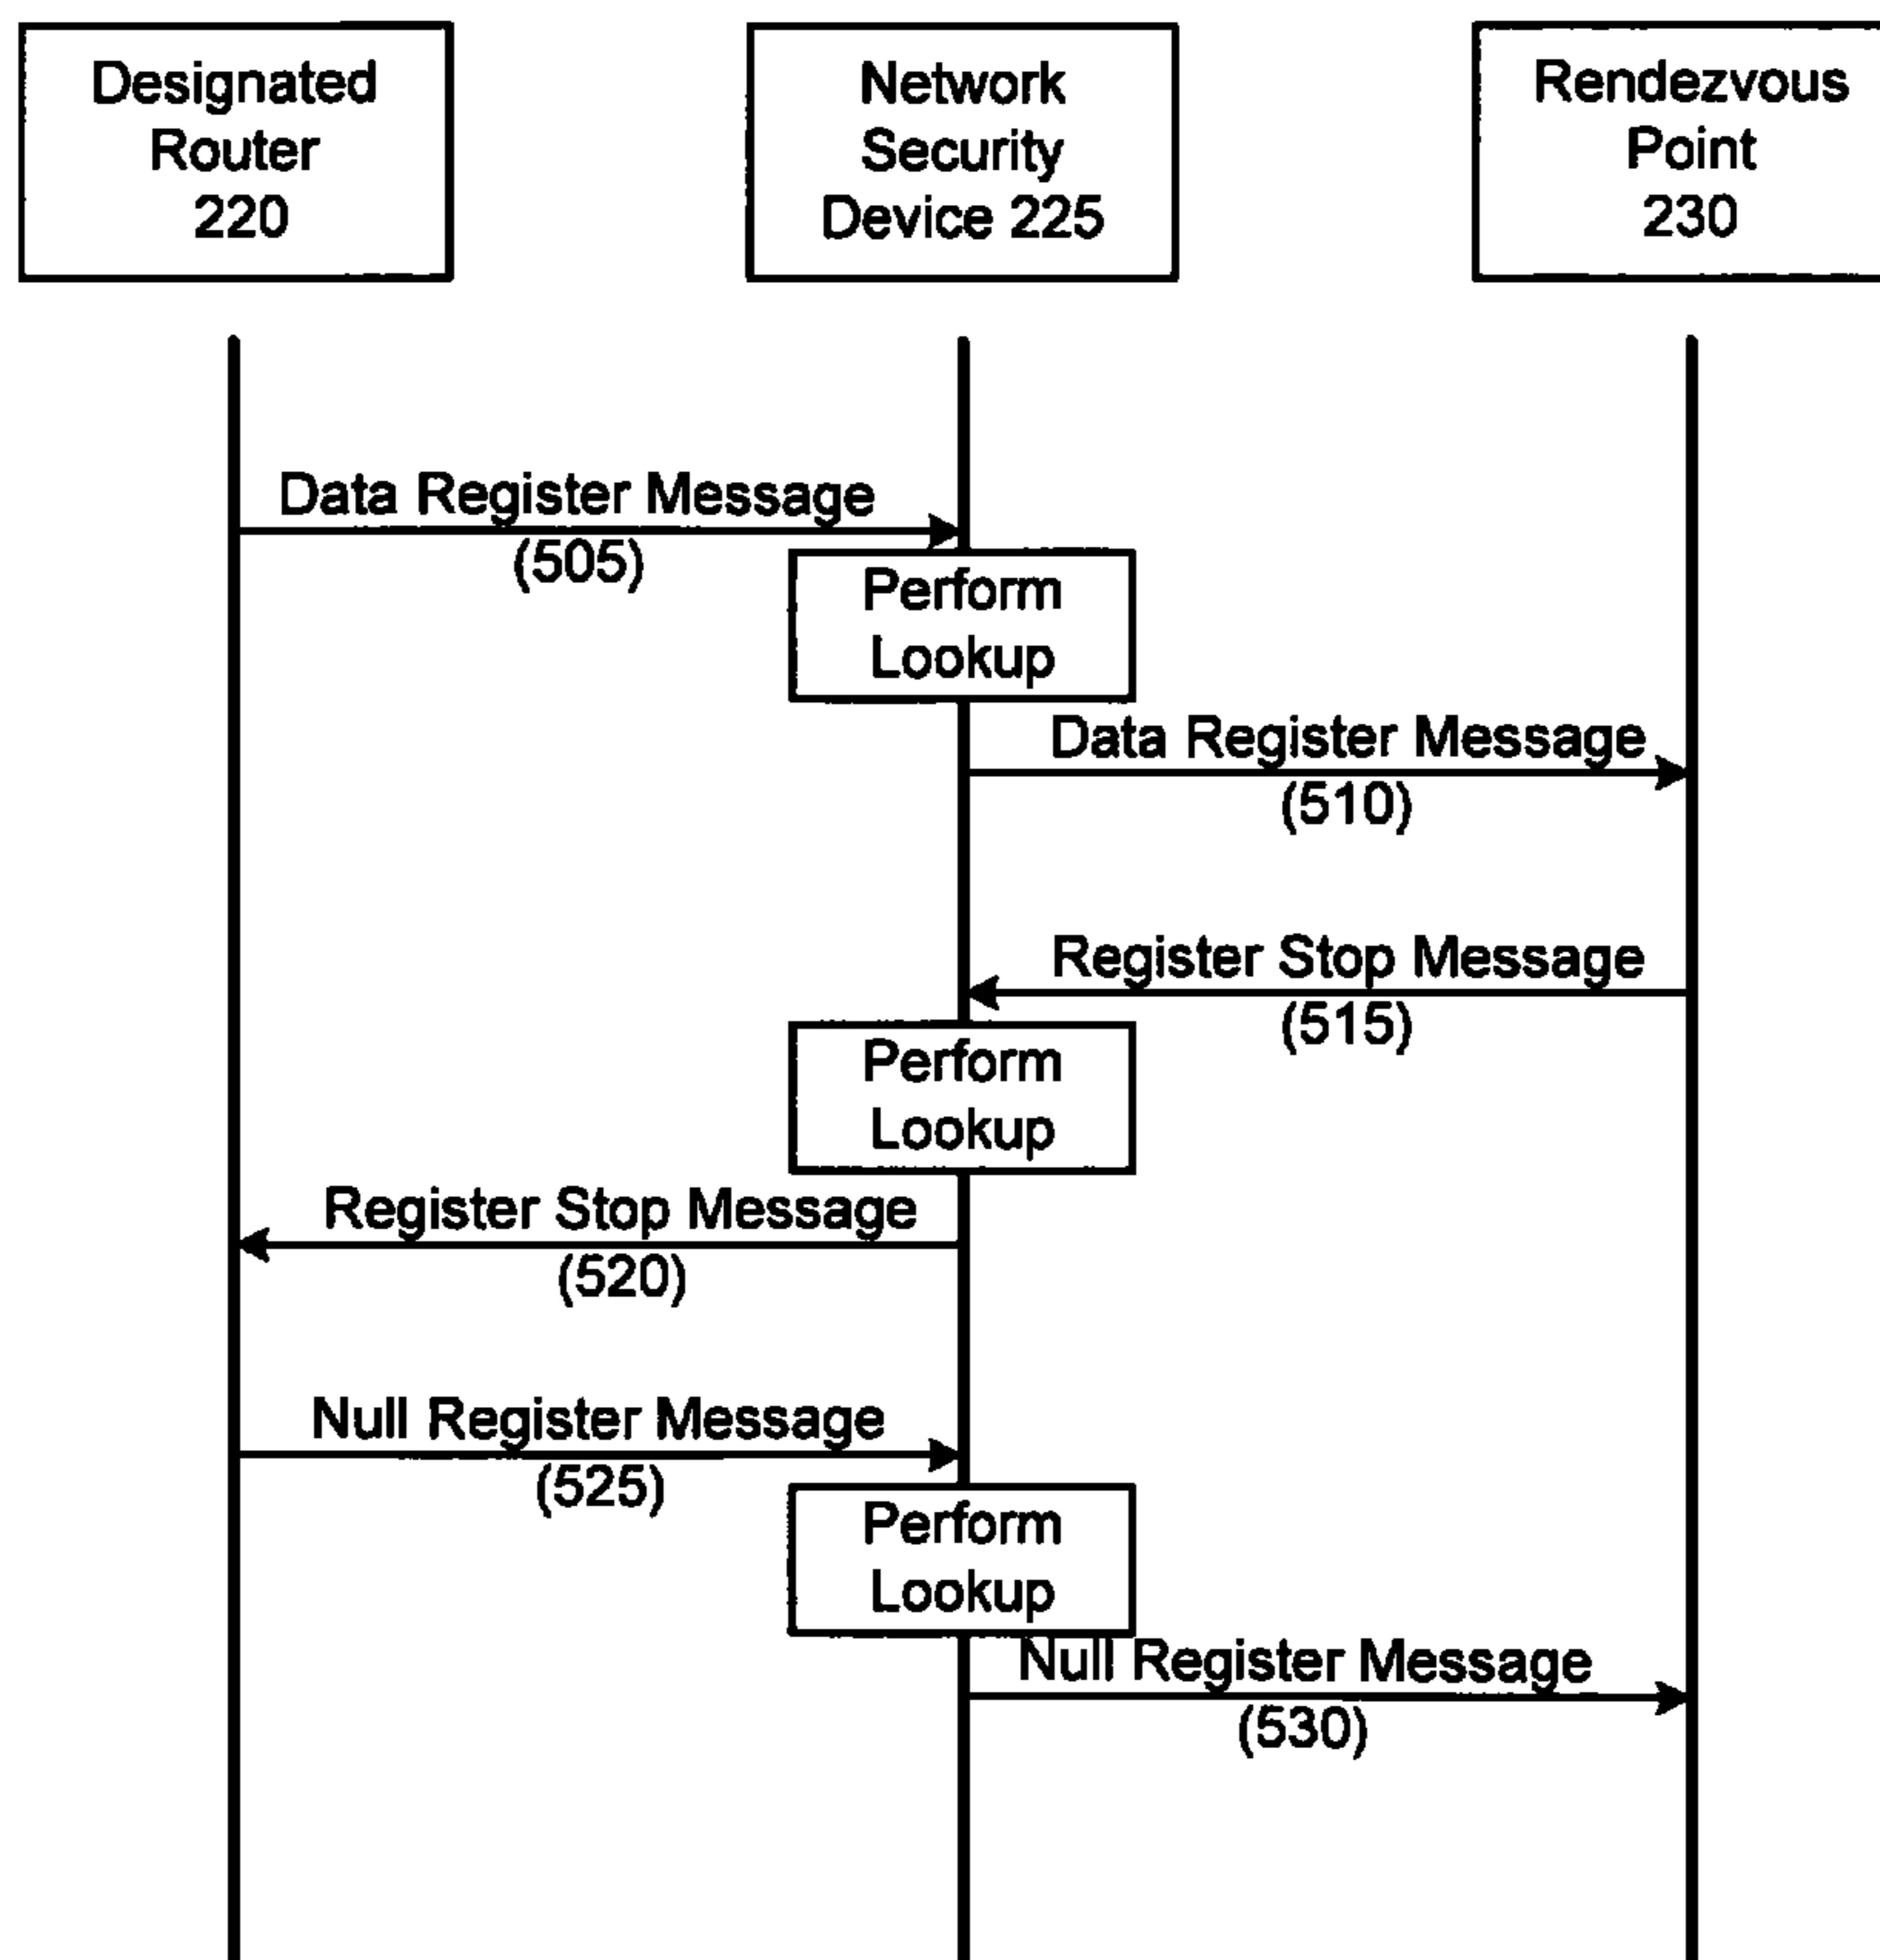 Designated
Router
220
Network
Security
Device 225
Rendezvous
Point
230
Data Register Message
(505)
Perform
Lookup
Data Register Message
(510)
Register Stop Message
(515)
Perform
Lookup
Register Stop Message
(520)
Null Register Message
(525)
Perform
Lookup
Null Register Message
(530)